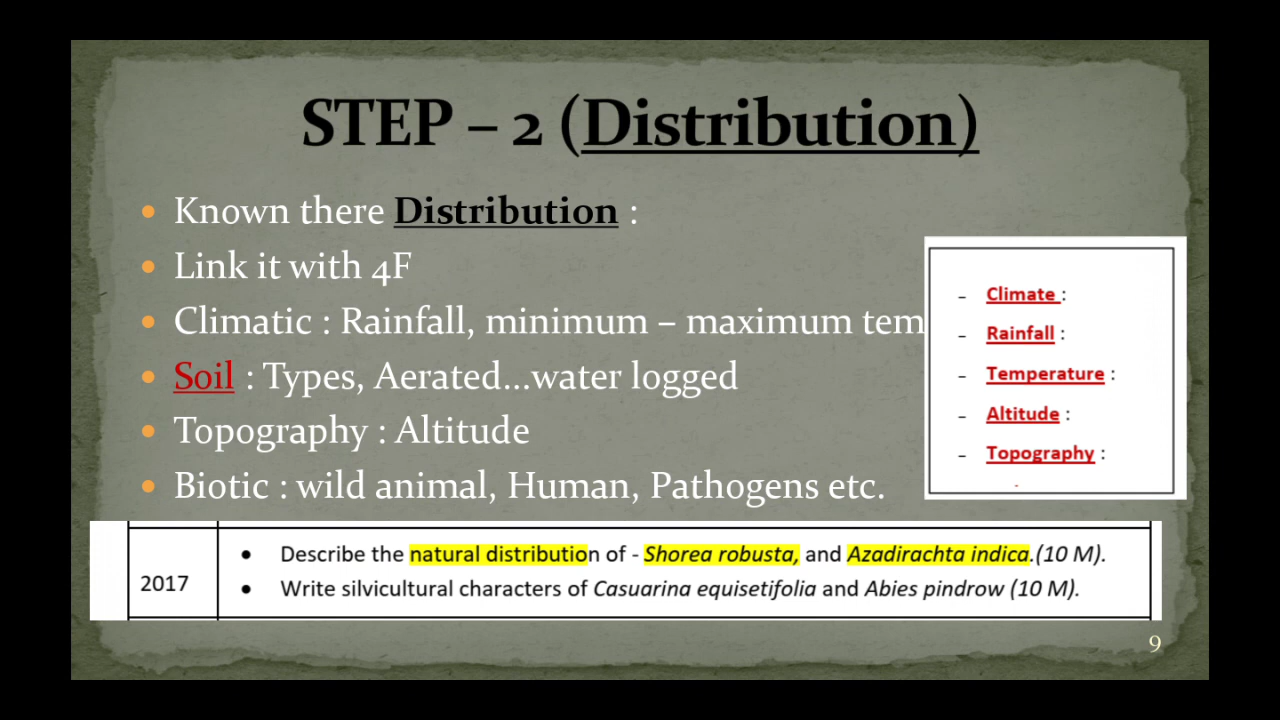 STEP – 2 (Distribution)
Known there Distribution :
Link it with 4F
Climatic : Rainfall, minimum – maximum tem
Soil : Types, Aerated...water logged
Topography : Altitude
Biotic : wild animal, Human, Pathogens etc.
- Climate :
- Rainfall :
- Temperature :
- Altitude :
- Topography :
2017
• Describe the natural distribution of - Shorea robusta, and Azadirachta indica.(10 M).
• Write silvicultural characters of Casuarina equisetifolia and Abies pindrow (10 M).
9